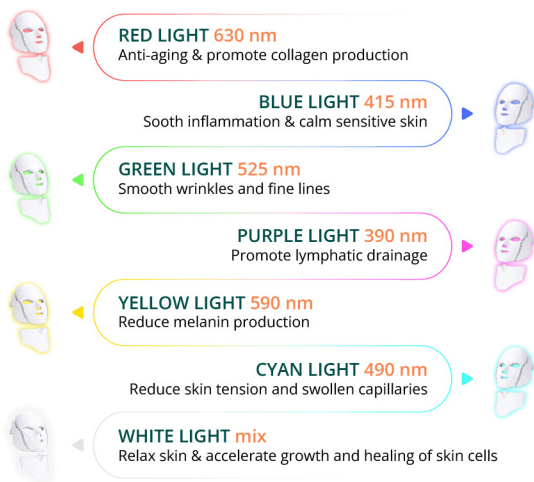 RED LIGHT 630 nm
Anti-aging & promote collagen production
BLUE LIGHT 415 nm
Sooth inflammation & calm sensitive skin
GREEN LIGHT 525 nm
Smooth wrinkles and fine lines
PURPLE LIGHT 390 nm
Promote lymphatic drainage
YELLOW LIGHT 590 nm
Reduce melanin production
CYAN LIGHT 490 nm
Reduce skin tension and swollen capillaries
WHITE LIGHT mix
Relax skin & accelerate growth and healing of skin cells